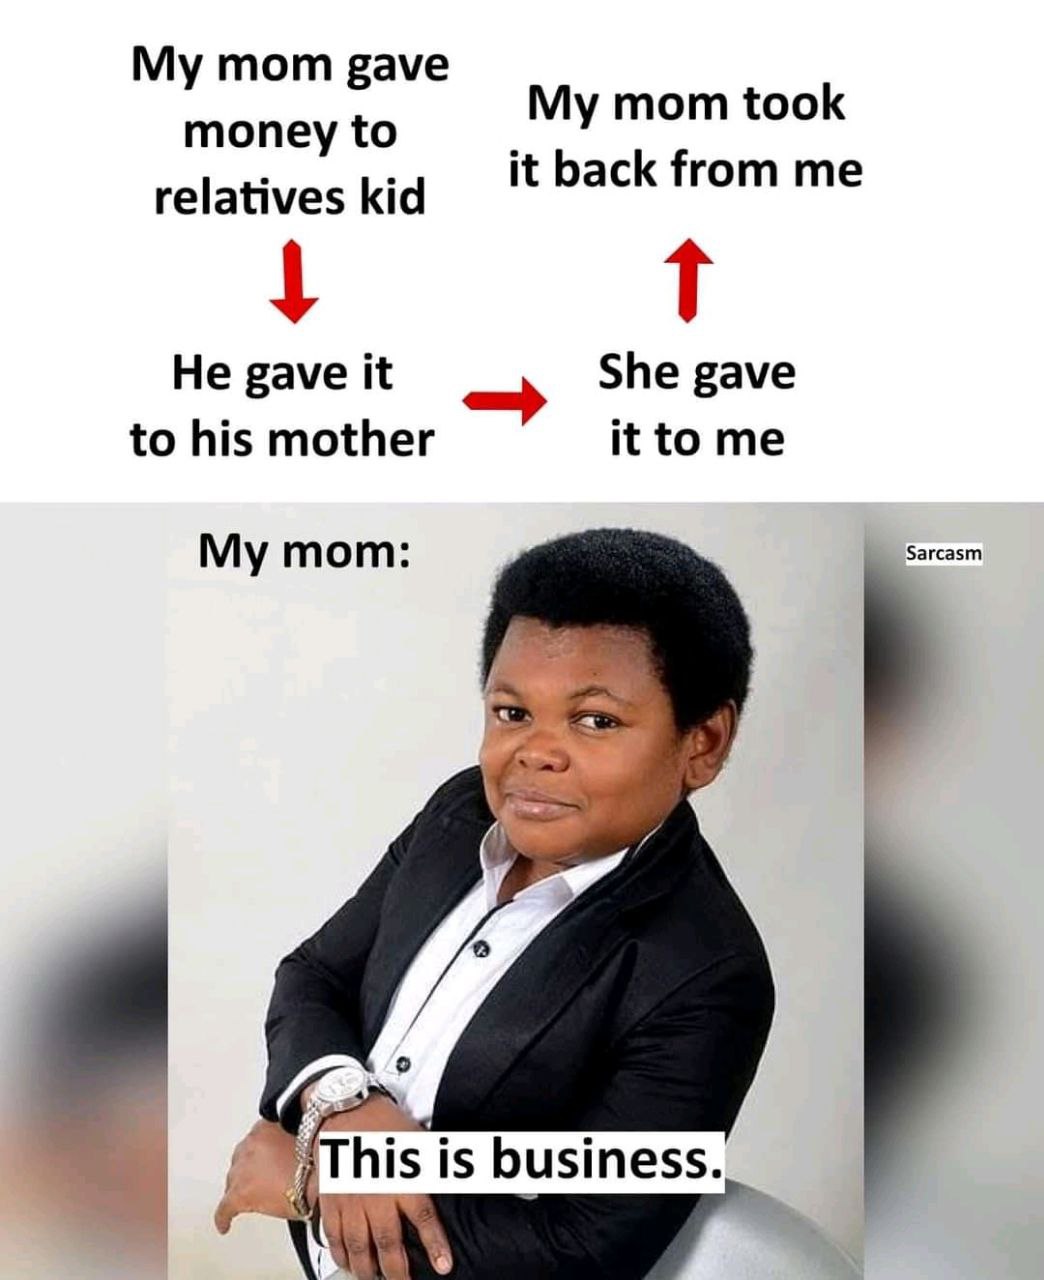 My mom gave
money to
relatives kid
He gave it
to his mother
She gave
it to me
My mom took
it back from me
My mom:
Sarcasm
This is business.